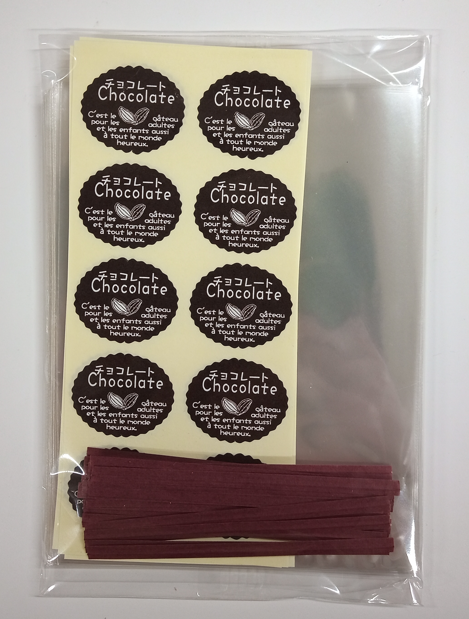 チョコレート
Chocolate
C'est le gâteau
pour les adultes
et les enfants aussi
à tout le monde
heureux.
チョコレート
Chocolate
C'est le gâteau
pour les adultes
et les enfants aussi
à tout le monde
heureux.
チョコレート
Chocolate
C'est le gâteau
pour les adultes
et les enfants aussi
à tout le monde
heureux.
チョコレート
Chocolate
C'est le gâteau
pour les adultes
et les enfants aussi
à tout le monde
heureux.
チョコレート
Chocolate
C'est le gâteau
pour les adultes
et les enfants aussi
à tout le monde
heureux.
チョコレート
Chocolate
C'est le gâteau
pour les adultes
et les enfants aussi
à tout le monde
heureux.
チョコレート
Chocolate
C'est le gâteau
pour les adultes
et les enfants aussi
à tout le monde
heureux.
チョコレート
Chocolate
C'est le gâteau
pour les adultes
et les enfants aussi
à tout le monde
heureux.